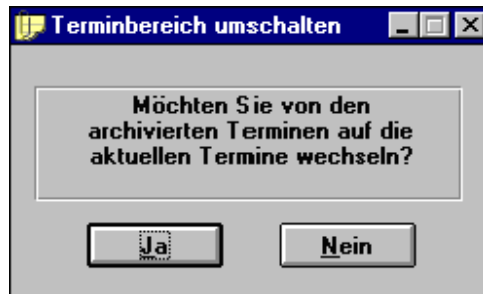 Terminbereich umschalten
Möchten Sie von den
archivierten Terminen auf die
aktuellen Termine wechseln?
Ja
Nein